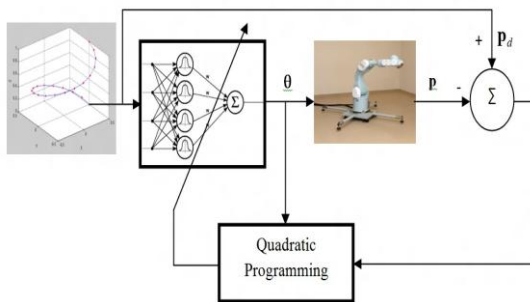 +
p_d
θ
p
-
Σ
Σ
Quadratic
Programming